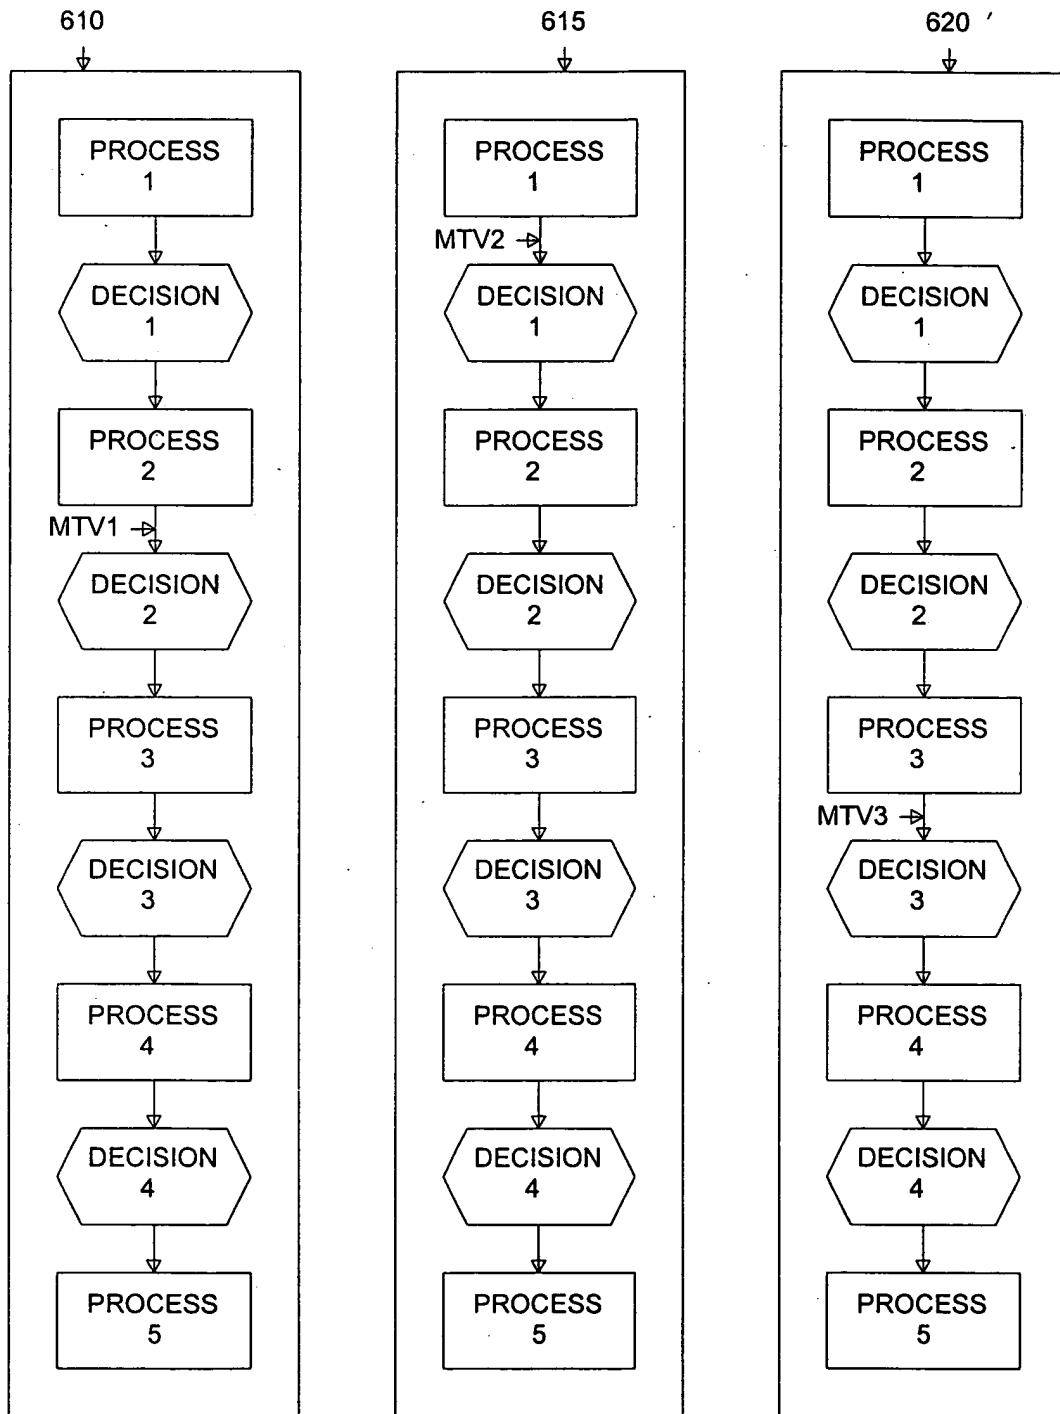 610
615
620
PROCESS
1
DECISION
1
PROCESS
2
MTV1
DECISION
2
PROCESS
3
DECISION
3
PROCESS
4
DECISION
4
PROCESS
5
PROCESS
1
MTV2
DECISION
1
PROCESS
2
DECISION
2
PROCESS
3
DECISION
3
PROCESS
4
DECISION
4
PROCESS
5
PROCESS
1
DECISION
1
PROCESS
2
DECISION
2
PROCESS
3
MTV3
DECISION
3
PROCESS
4
DECISION
4
PROCESS
5